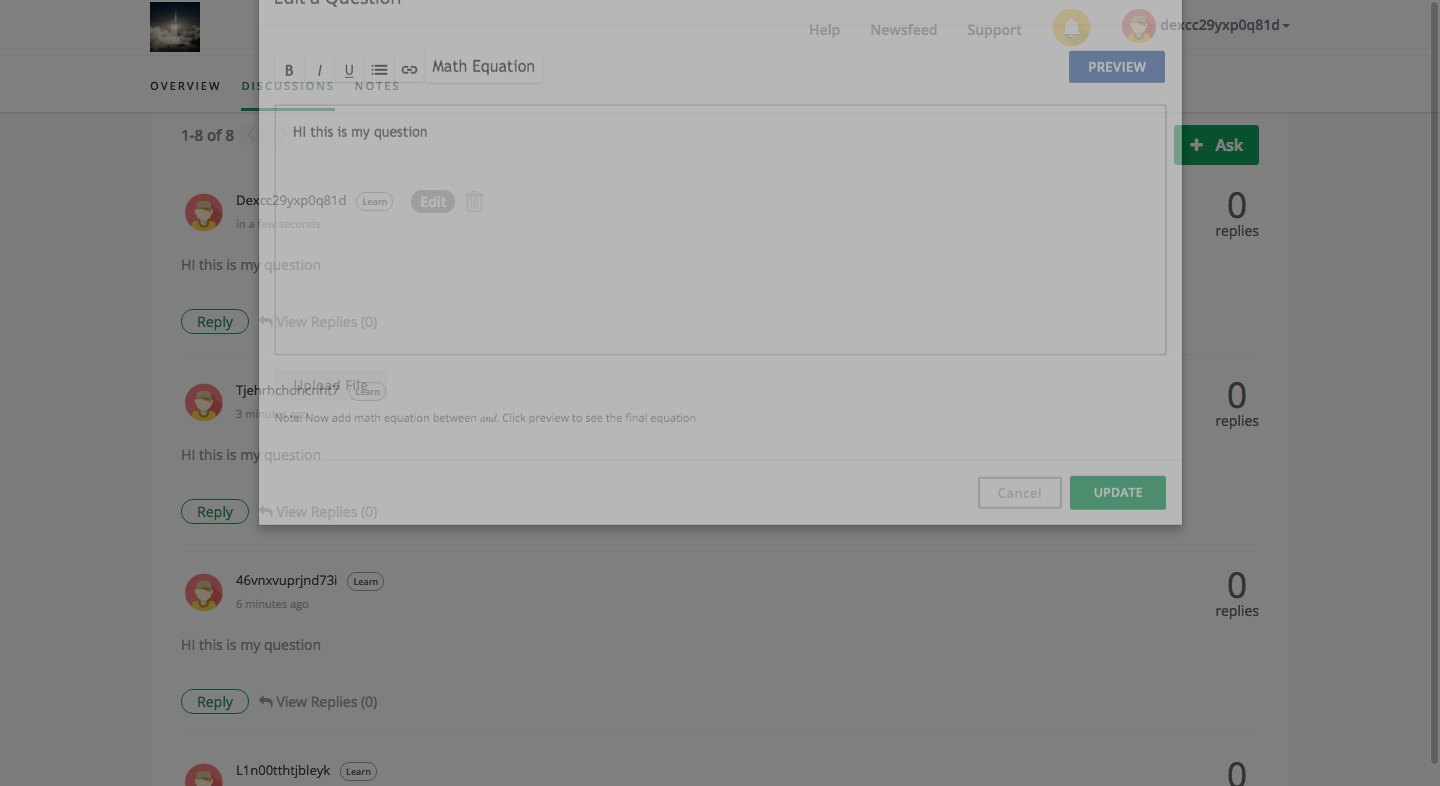 Edit a Question
Help Newsfeed Support dexcc29yxp0q81d
B I U Math Equation PREVIEW
OVERVIEW DISCUSSIONS NOTES
1-8 of 8
HI this is my question
+ Ask
Dexcc29yxp0q81d Learn Edit
in a few seconds
0
replies
HI this is my question
Reply View Replies (0)
Upload File
Learn
3 minutes ago
0
replies
Note: Now add math equation between and. Click preview to see the final equation
HI this is my question
Cancel UPDATE
Reply View Replies (0)
46vnxvuprjnd73i Learn
6 minutes ago
0
replies
HI this is my question
Reply View Replies (0)
L1n00tthtjbleyk Learn
0